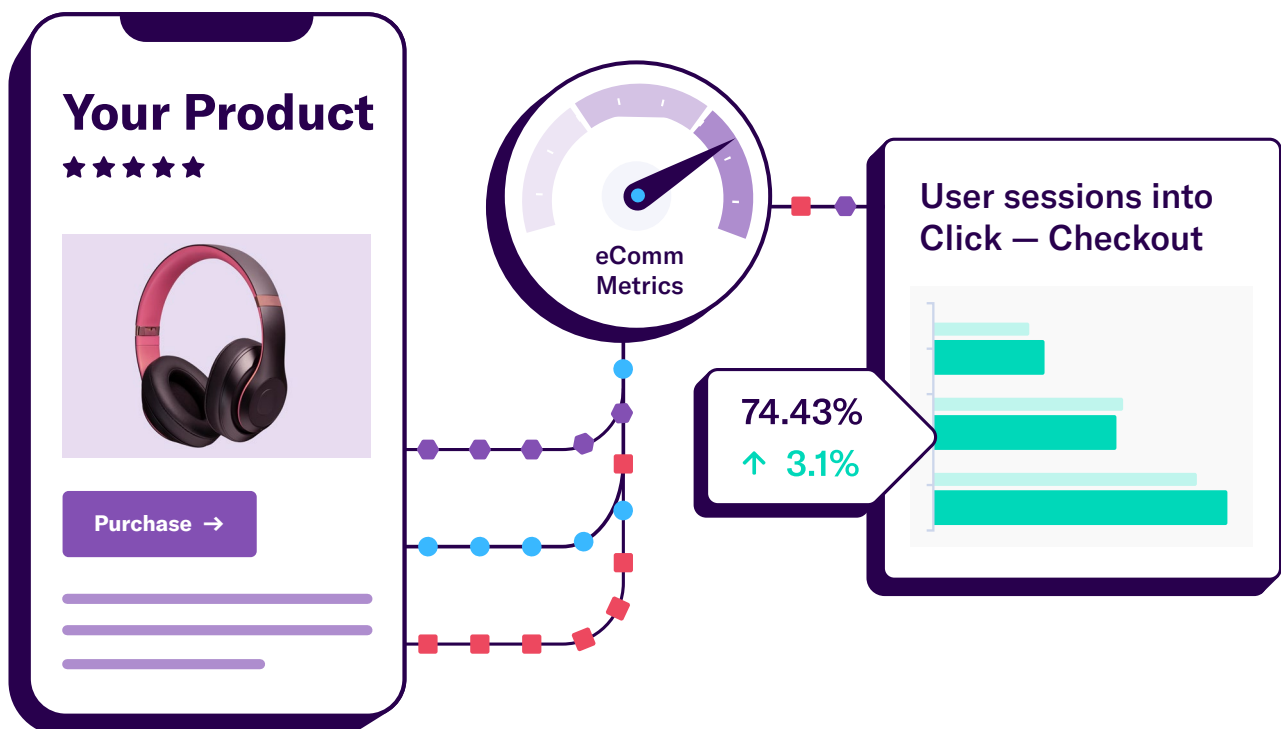 Your Product
Purchase →
eComm
Metrics
User sessions into
Click — Checkout
74.43%
↑ 3.1%